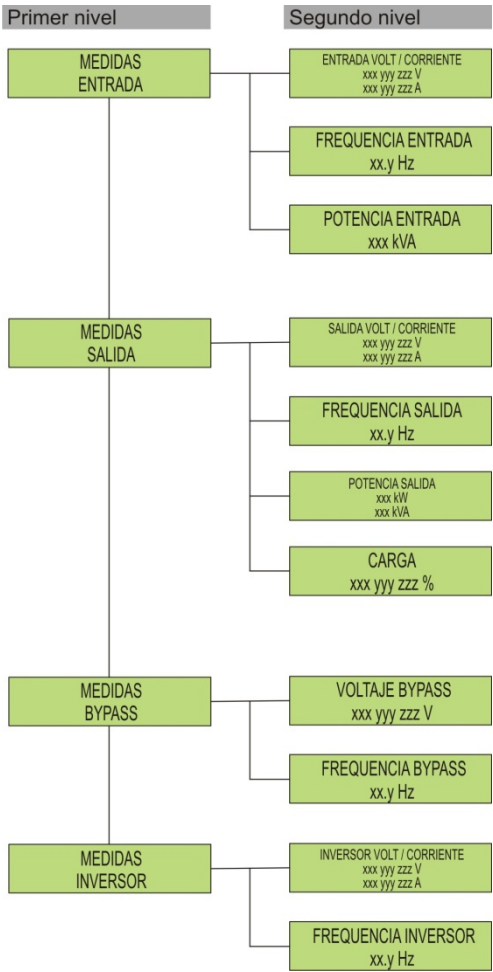 Primer nivel
Segundo nivel
MEDIDAS
ENTRADA
ENTRADA VOLT / CORRIENTE
xxx yyy zzz V
xxx yyy zzz A
FREQUENCIA ENTRADA
xx.y Hz
POTENCIA ENTRADA
xxx kVA
MEDIDAS
SALIDA
SALIDA VOLT / CORRIENTE
xxx yyy zzz V
xxx yyy zzz A
FREQUENCIA SALIDA
xx.y Hz
POTENCIA SALIDA
xxx kW
xxx kVA
CARGA
xxx yyy zzz %
MEDIDAS
BYPASS
VOLTAJE BYPASS
xxx yyy zzz V
FREQUENCIA BYPASS
xx.y Hz
MEDIDAS
INVERSOR
INVERSOR VOLT / CORRIENTE
xxx yyy zzz V
xxx yyy zzz A
FREQUENCIA INVERSOR
xx.y Hz